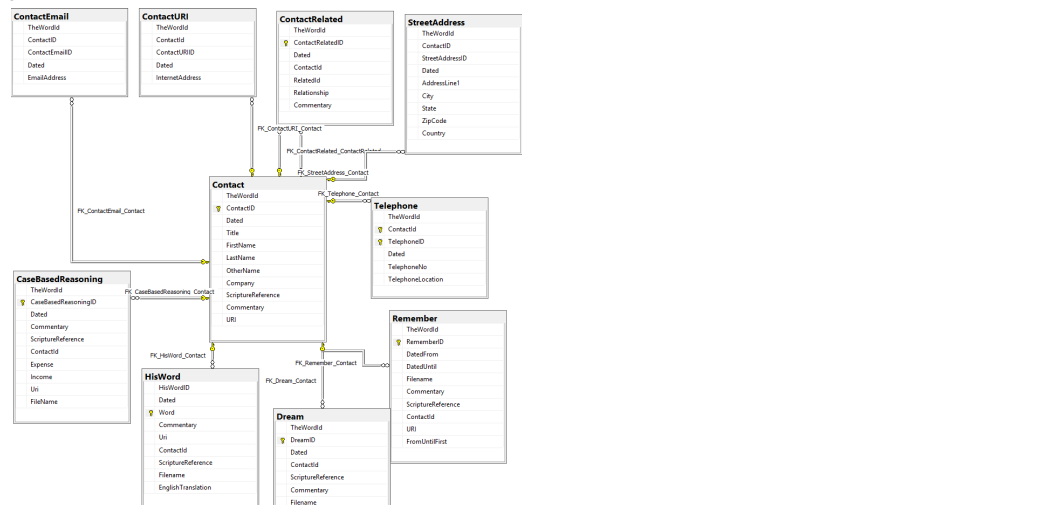 ContactEmail
TheWordId
ContactID
ContactEmailID
Dated
EmailAddress
ContactURI
TheWordId
ContactId
ContactURIID
Dated
InternetAddress
ContactRelated
TheWordId
ContactRelatedID
Dated
ContactId
RelatedId
Relationship
Commentary
StreetAddress
TheWordId
ContactID
StreetAddressID
Dated
AddressLine1
City
State
ZipCode
Country
FK_ContactURI_Contact
FK_ContactRelated_ContactRelated
FK_StreetAddress_Contact
FK_Telephone_Contact
FK_ContactEmail_Contact
Contact
TheWordId
ContactID
Dated
Title
FirstName
LastName
OtherName
Company
ScriptureReference
Commentary
URI
Telephone
TheWordId
ContactId
TelephoneID
Dated
TelephoneNo
TelephoneLocation
CaseBasedReasoning
TheWordId
CaseBasedReasoningID
Dated
Commentary
ScriptureReference
ContactId
Expense
Income
Uri
FileName
FK_CaseBasedReasoning_Contact
FK_HisWord_Contact
FK_Remember_Contact
FK_Dream_Contact
Remember
TheWordId
RememberID
DatedFrom
DatedUntil
Filename
Commentary
ScriptureReference
ContactId
URI
FromUntilFirst
HisWord
HisWordID
Dated
Word
Commentary
Uri
ContactId
ScriptureReference
Filename
EnglishTranslation
Dream
TheWordId
DreamID
Dated
ContactId
ScriptureReference
Commentary
Filename